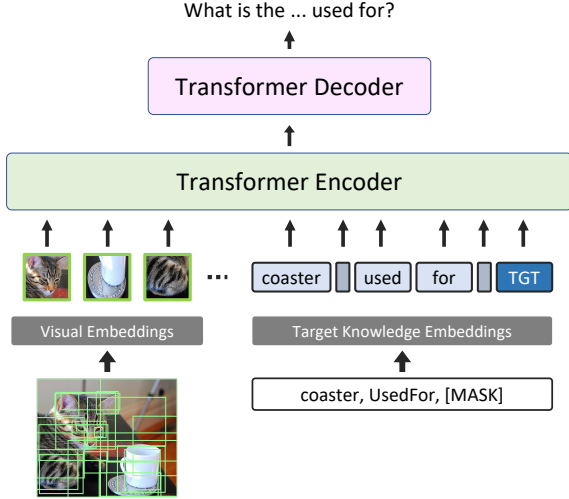 What is the ... used for?
Transformer Decoder
Transformer Encoder
... coaster used for TGT
Visual Embeddings Target Knowledge Embeddings
coaster, UsedFor, [MASK]